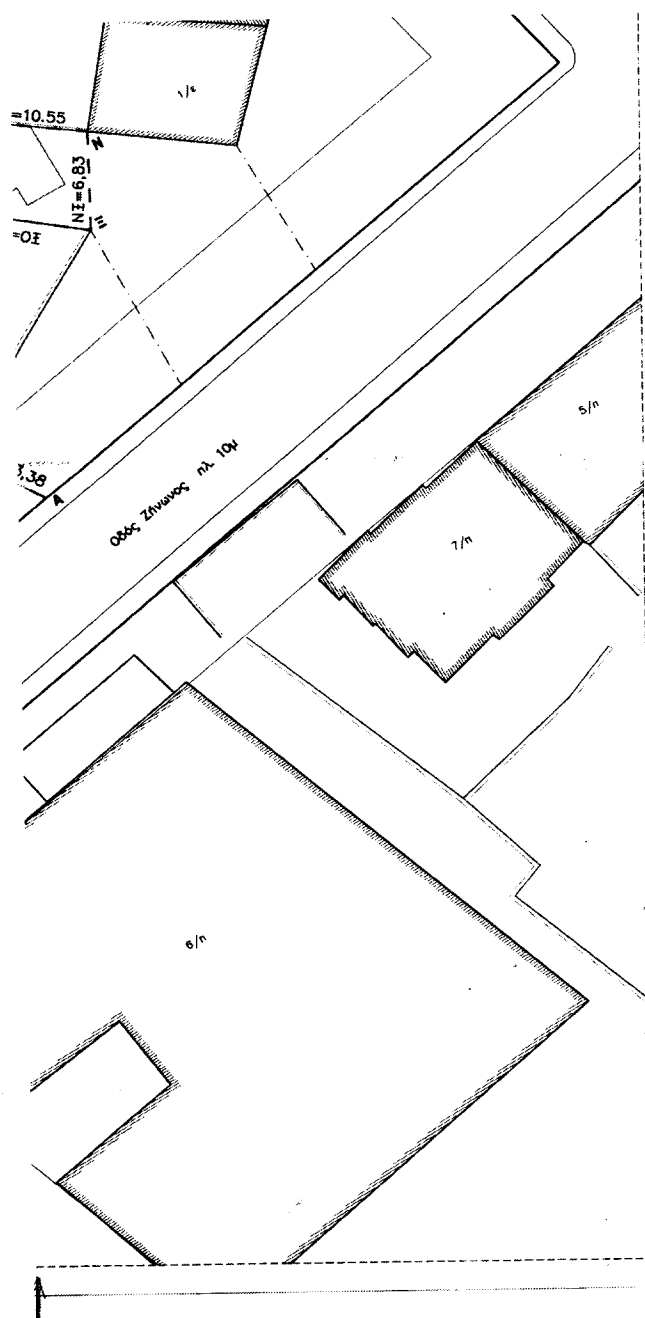 1/ε
=10.55
N
ΝΞ=6,83
Ξ
=ΟΞ
5/π
3,38
A
Οδός Ζήνωνος πλ 10μ
7/π
6/π